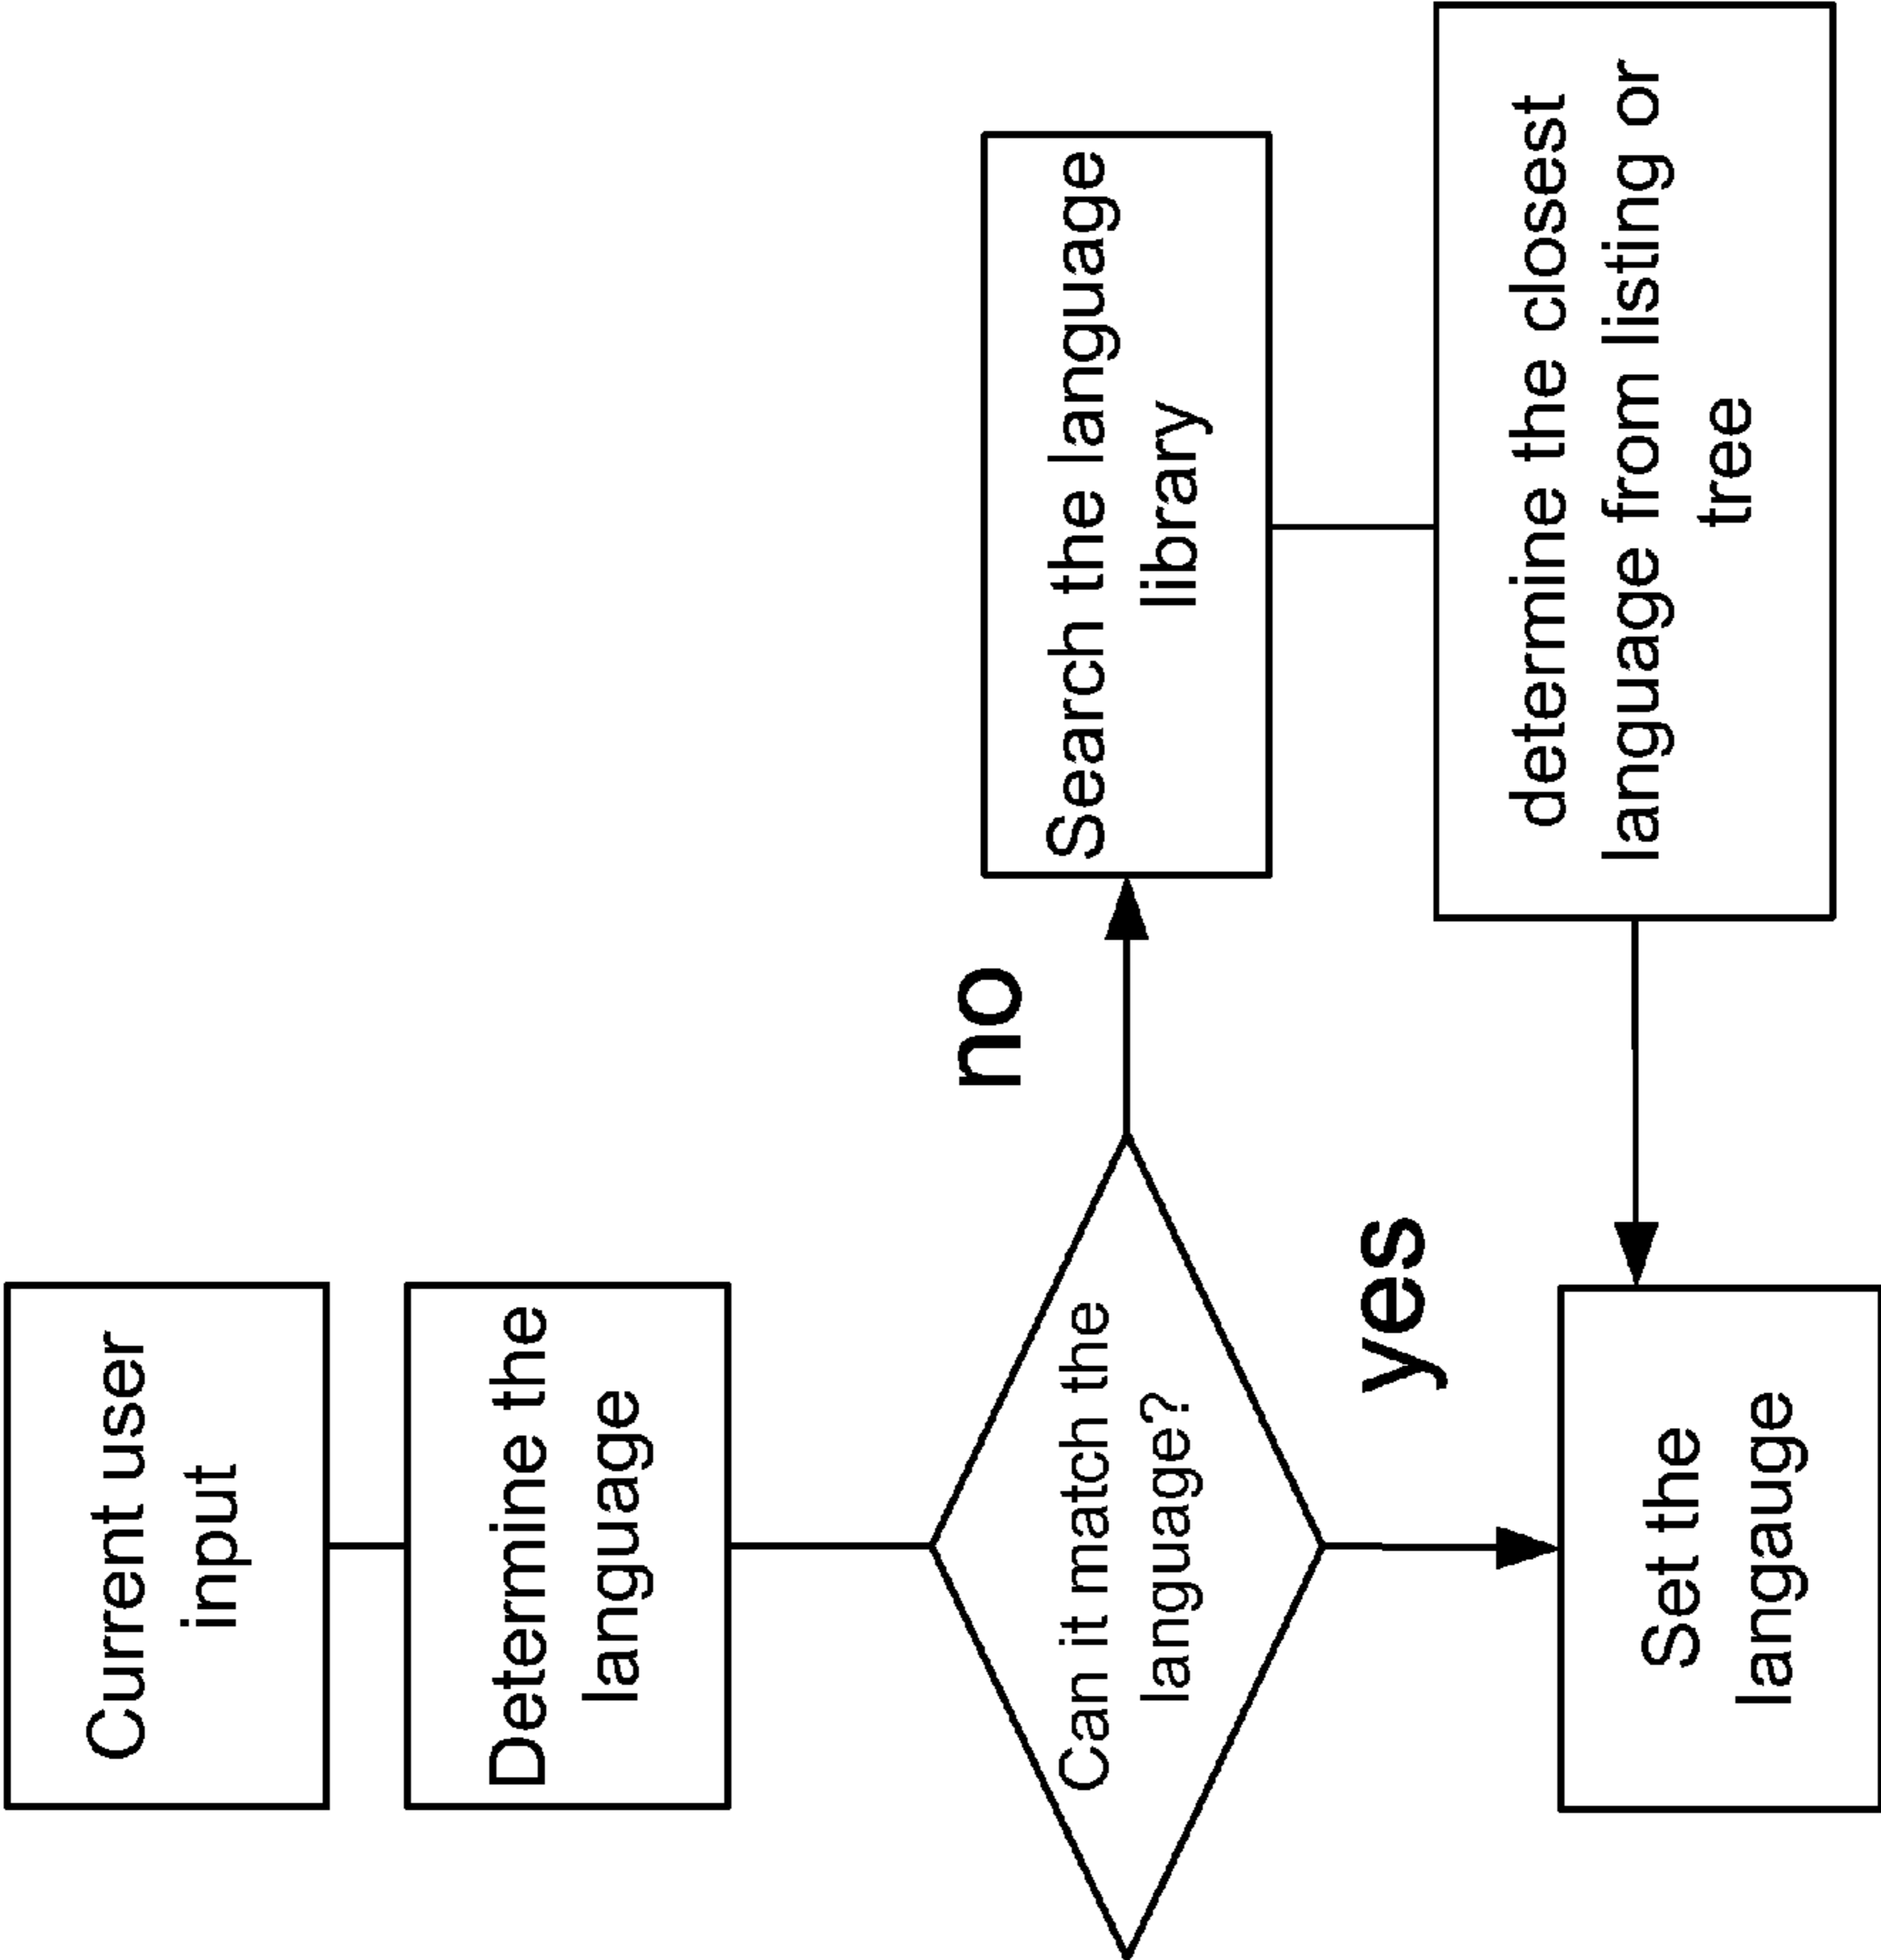 Current user
input
Determine the
language
Can it match the
language?
no
Search the language
library
determine the closest
language from listing or
tree
yes
Set the
langauge